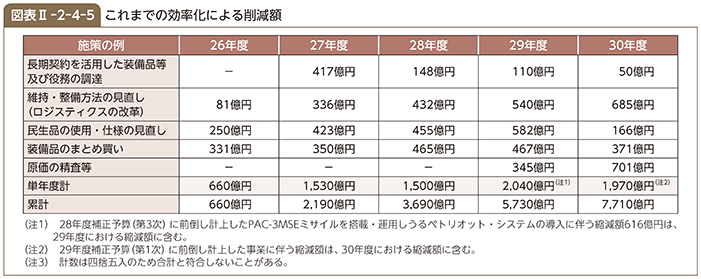 図表Ⅱ-2-4-5 これまでの効率化による削減額
施策の例 26年度 27年度 28年度 29年度 30年度
長期契約を活用した装備品等
及び役務の調達 － 417億円 148億円 110億円 50億円
維持・整備方法の見直し
(ロジスティクスの改革) 81億円 336億円 432億円 540億円 685億円
民生品の使用・仕様の見直し 250億円 423億円 455億円 582億円 166億円
装備品のまとめ買い 331億円 350億円 465億円 467億円 371億円
原価の精査等 － － － 345億円 701億円
単年度計 660億円 1,530億円 1,500億円 2,040億円(注1) 1,970億円(注2)
累計 660億円 2,190億円 3,690億円 5,730億円 7,710億円
(注1) 28年度補正予算(第3次)に前倒し計上したPAC-3MSEミサイルを搭載・運用しうるペトリオット・システムの導入に伴う縮減額616億円は、
29年度における縮減額に含む。
(注2) 29年度補正予算(第1次)に前倒し計上した事業に伴う縮減額は、30年度における縮減額に含む。
(注3) 計数は四捨五入のため合計と符合しないことがある。